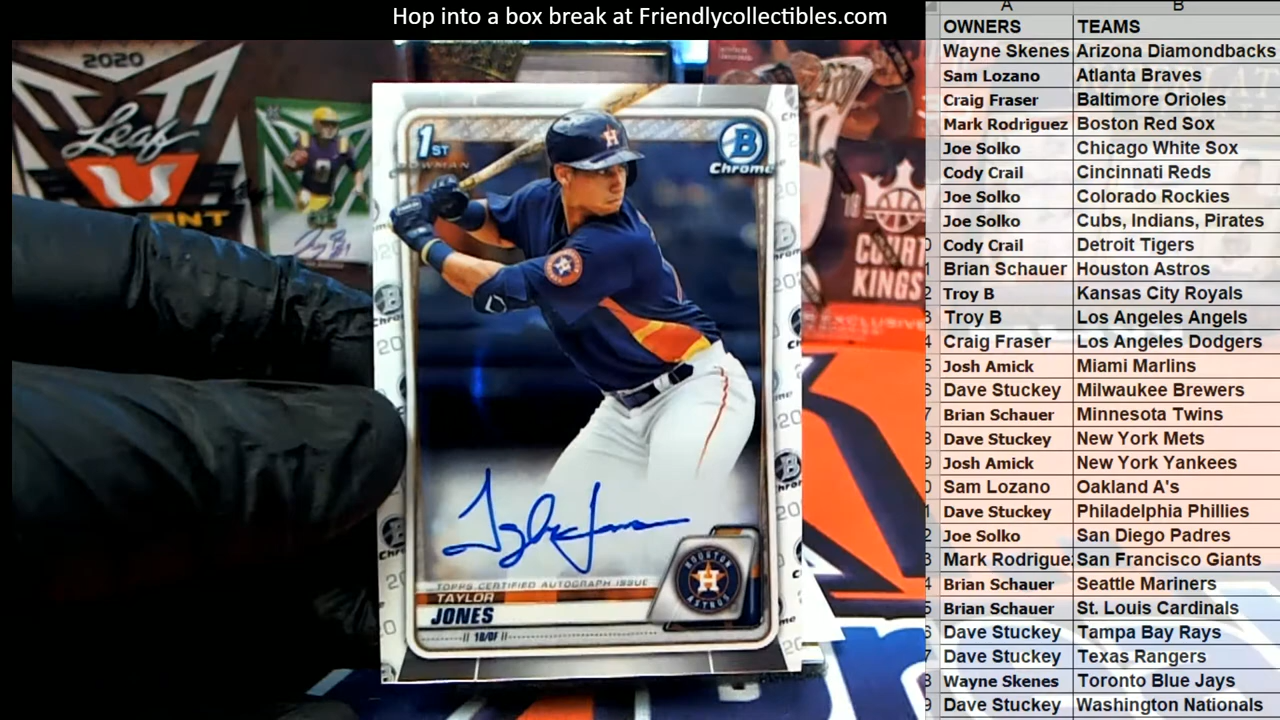 Hop into a box break at Friendlycollectibles.com
2020
Leaf
1ST
BOWMAN
B
Chrome
H
COURT
KINGS
TOPPS CERTIFIED AUTOGRAPH ISSUE
TAYLOR
JONES
1B/OF
HOUSTON
ASTROS
A B
OWNERS TEAMS
Wayne Skenes Arizona Diamondbacks
Sam Lozano Atlanta Braves
Craig Fraser Baltimore Orioles
Mark Rodriguez Boston Red Sox
Joe Solko Chicago White Sox
Cody Crail Cincinnati Reds
Joe Solko Colorado Rockies
Joe Solko Cubs, Indians, Pirates
Cody Crail Detroit Tigers
Brian Schauer Houston Astros
Troy B Kansas City Royals
Troy B Los Angeles Angels
Craig Fraser Los Angeles Dodgers
Josh Amick Miami Marlins
Dave Stuckey Milwaukee Brewers
Brian Schauer Minnesota Twins
Dave Stuckey New York Mets
Josh Amick New York Yankees
Sam Lozano Oakland A's
Dave Stuckey Philadelphia Phillies
Joe Solko San Diego Padres
Mark Rodrigue San Francisco Giants
Brian Schauer Seattle Mariners
Brian Schauer St. Louis Cardinals
Dave Stuckey Tampa Bay Rays
Dave Stuckey Texas Rangers
Wayne Skenes Toronto Blue Jays
Dave Stuckey Washington Nationals